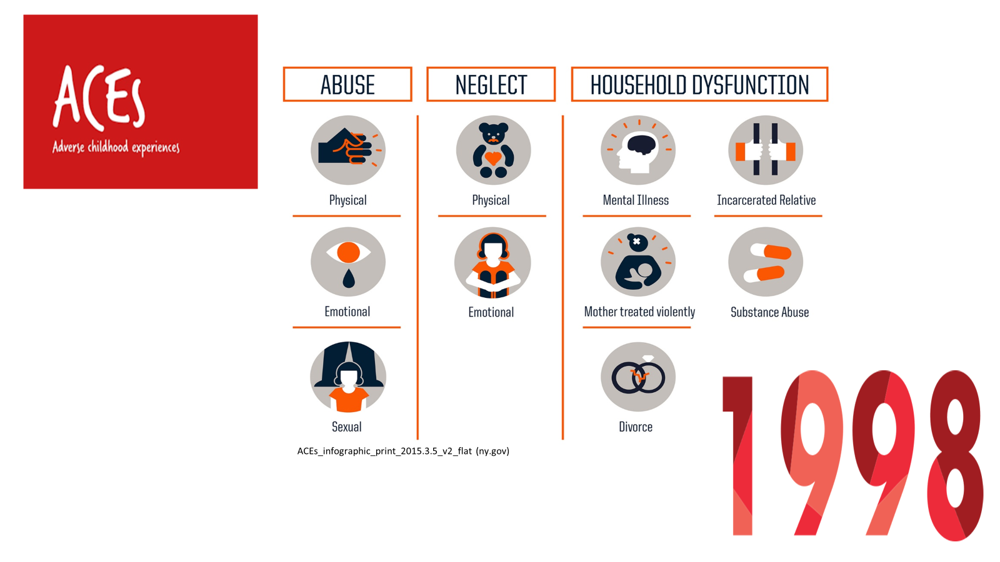 ACEs
Adverse childhood experiences
ABUSE
NEGLECT
HOUSEHOLD DYSFUNCTION
Physical
Physical
Mental Illness
Incarcerated Relative
Emotional
Emotional
Mother treated violently
Substance Abuse
Sexual
Divorce
ACEs_infographic_print_2015.3.5_v2_flat (ny.gov)
1998